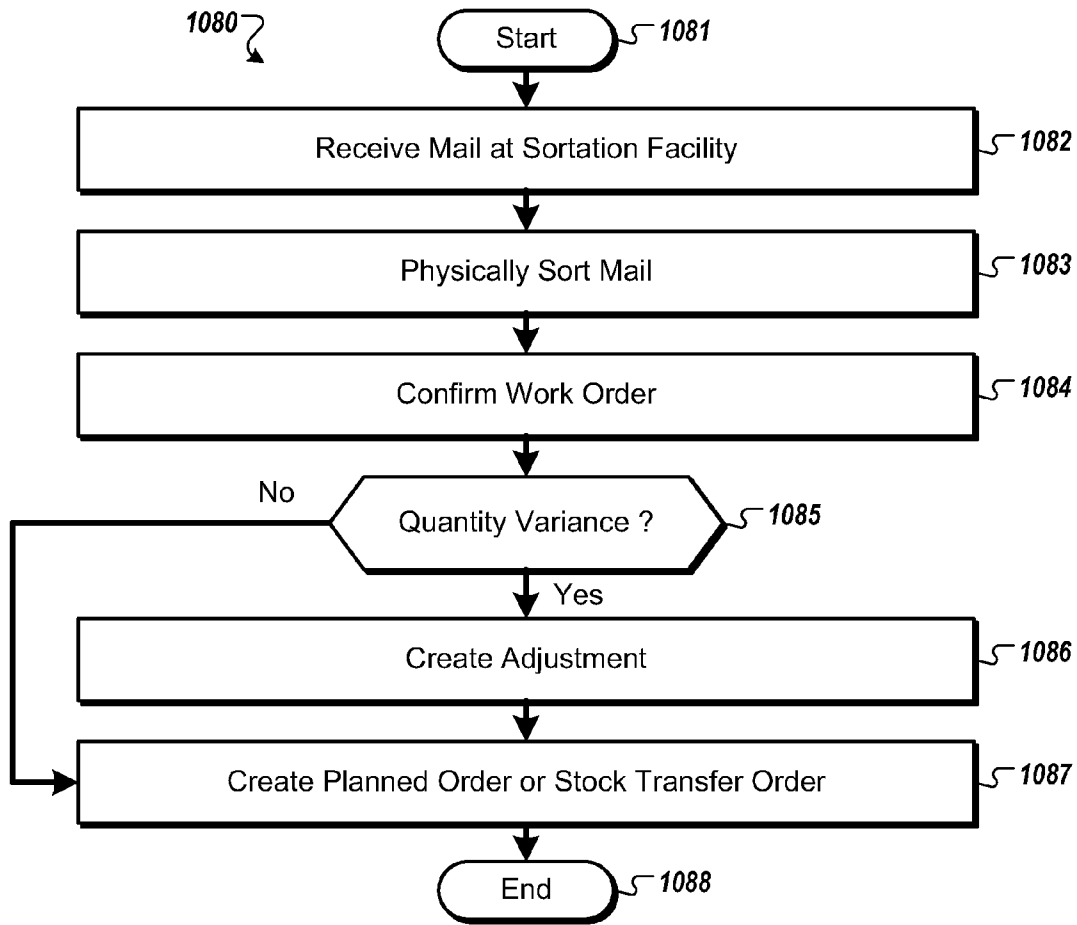 1080
Start
1081
Receive Mail at Sortation Facility
1082
Physically Sort Mail
1083
Confirm Work Order
1084
No
Quantity Variance ?
1085
Yes
Create Adjustment
1086
Create Planned Order or Stock Transfer Order
1087
End
1088